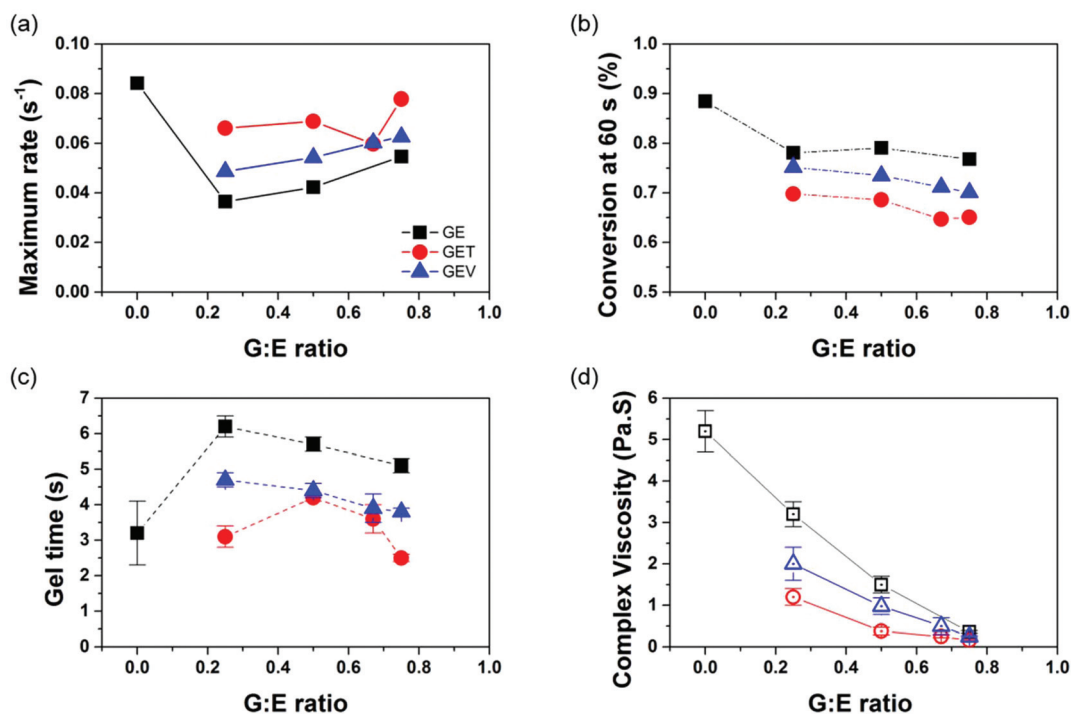 (a)
0.10
0.08
0.06
0.04
0.02
0.00
Maximum rate (s⁻¹)
GE
GET
GEV
0.0 0.2 0.4 0.6 0.8 1.0
G:E ratio
(b)
1.0
0.9
0.8
0.7
0.6
0.5
Conversion at 60 s (%)
0.0 0.2 0.4 0.6 0.8 1.0
G:E ratio
(c)
7
6
5
4
3
2
1
0
Gel time (s)
0.0 0.2 0.4 0.6 0.8 1.0
G:E ratio
(d)
6
5
4
3
2
1
0
Complex Viscosity (Pa.S)
0.0 0.2 0.4 0.6 0.8 1.0
G:E ratio